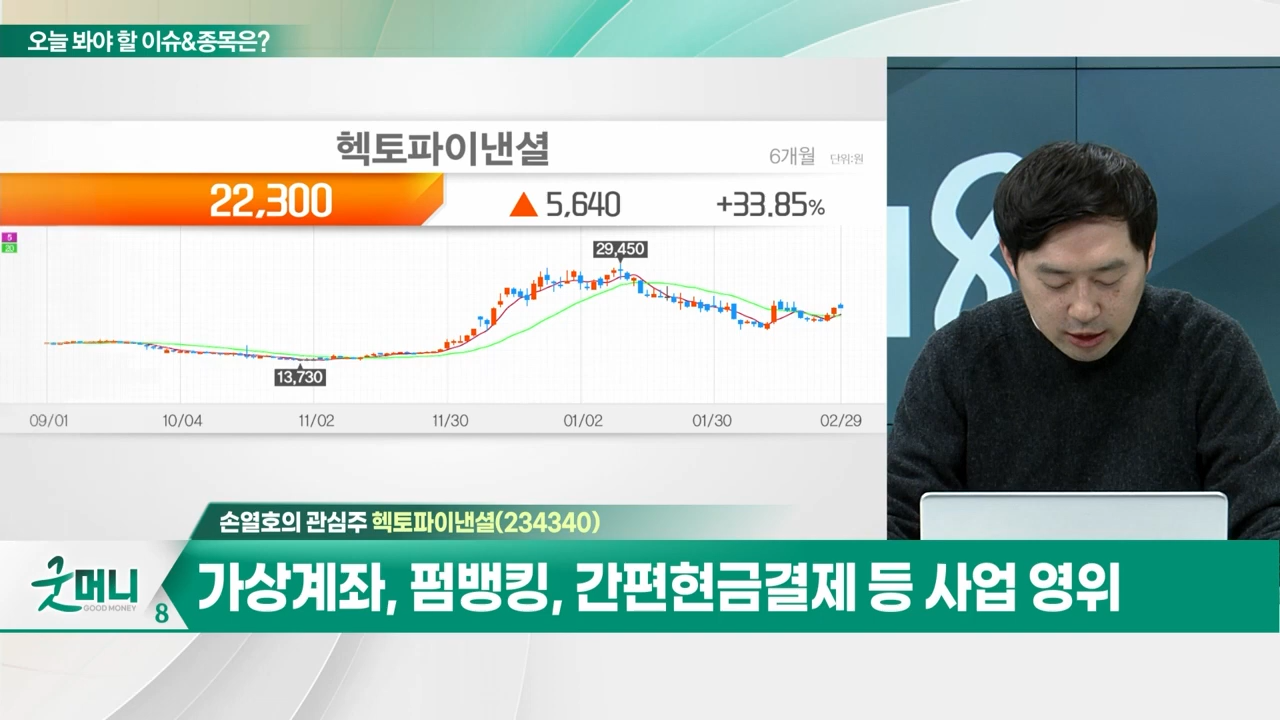 오늘 봐야 할 이슈&종목은?
헥토파이낸셜
6개월 단위:원
22,300 ▲ 5,640 +33.85%
5
20
29,450
13,730
09/01 10/04 11/02 11/30 01/02 01/30 02/29
8
손열호의 관심주 헥토파이낸셜(234340)
굿머니
GOOD MONEY
8
가상계좌, 펌뱅킹, 간편현금결제 등 사업 영위